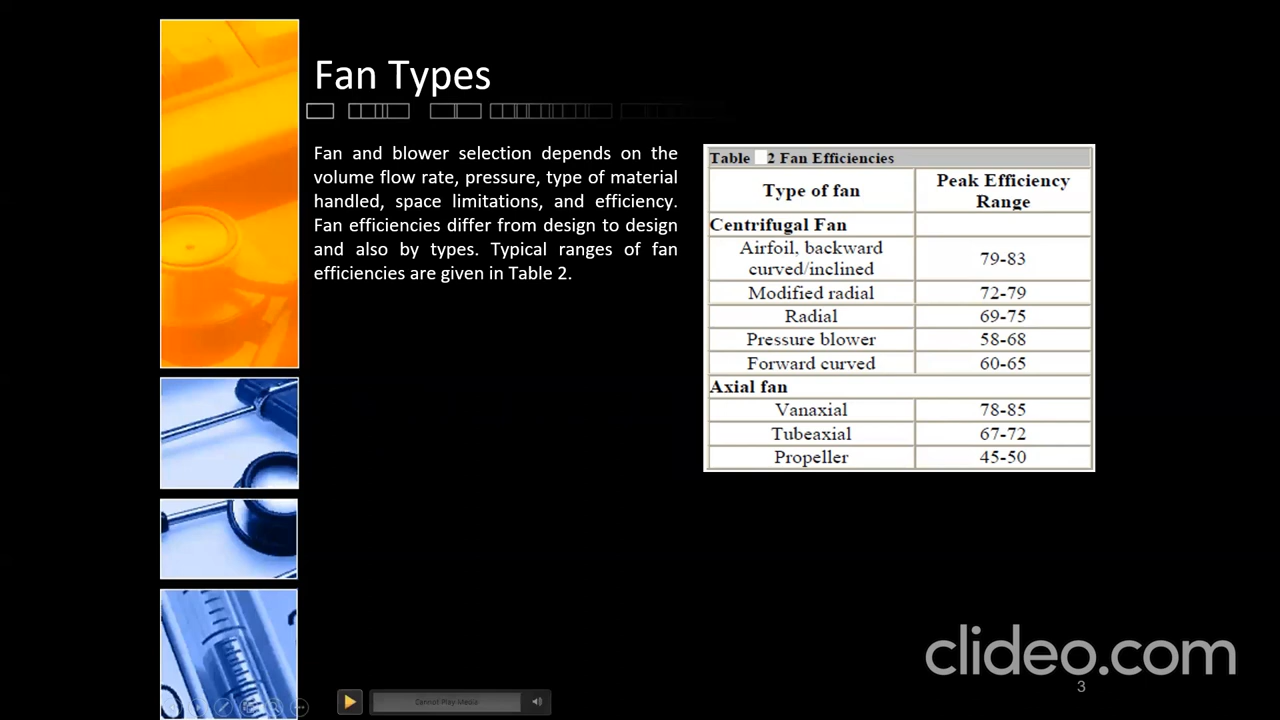 Fan Types
Fan and blower selection depends on the
volume flow rate, pressure, type of material
handled, space limitations, and efficiency.
Fan efficiencies differ from design to design
and also by types. Typical ranges of fan
efficiencies are given in Table 2.
Table 2 Fan Efficiencies
Type of fan Peak Efficiency
Range
Centrifugal Fan
Airfoil, backward
curved/inclined 79-83
Modified radial 72-79
Radial 69-75
Pressure blower 58-68
Forward curved 60-65
Axial fan
Vanaxial 78-85
Tubeaxial 67-72
Propeller 45-50
clideo.com
3
Cannot Play Media